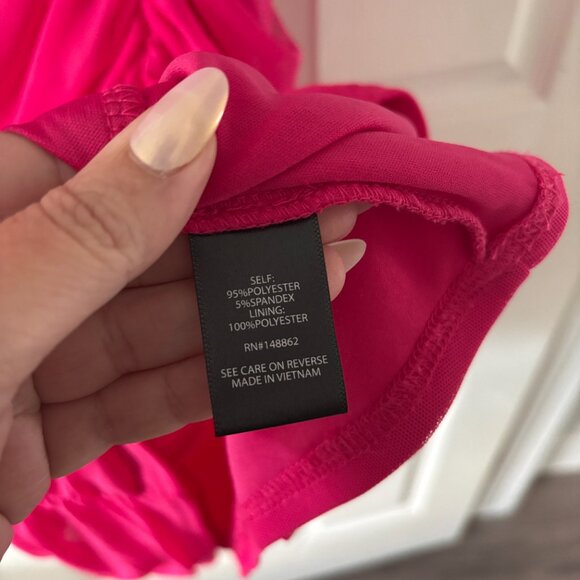 SELF:
95%POLYESTER
5%SPANDEX
LINING:
100%POLYESTER
RN#148862
SEE CARE ON REVERSE
MADE IN VIETNAM